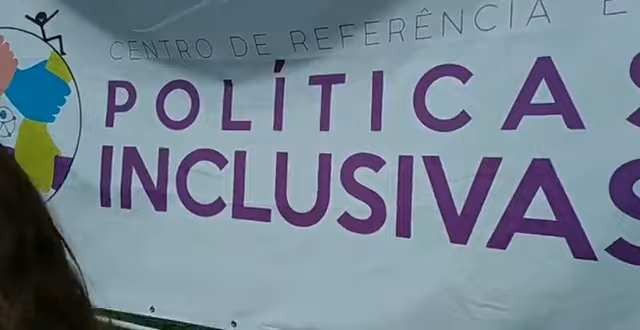 CENTRO DE REFERÊNCIA E
POLÍTICAS
INCLUSIVAS